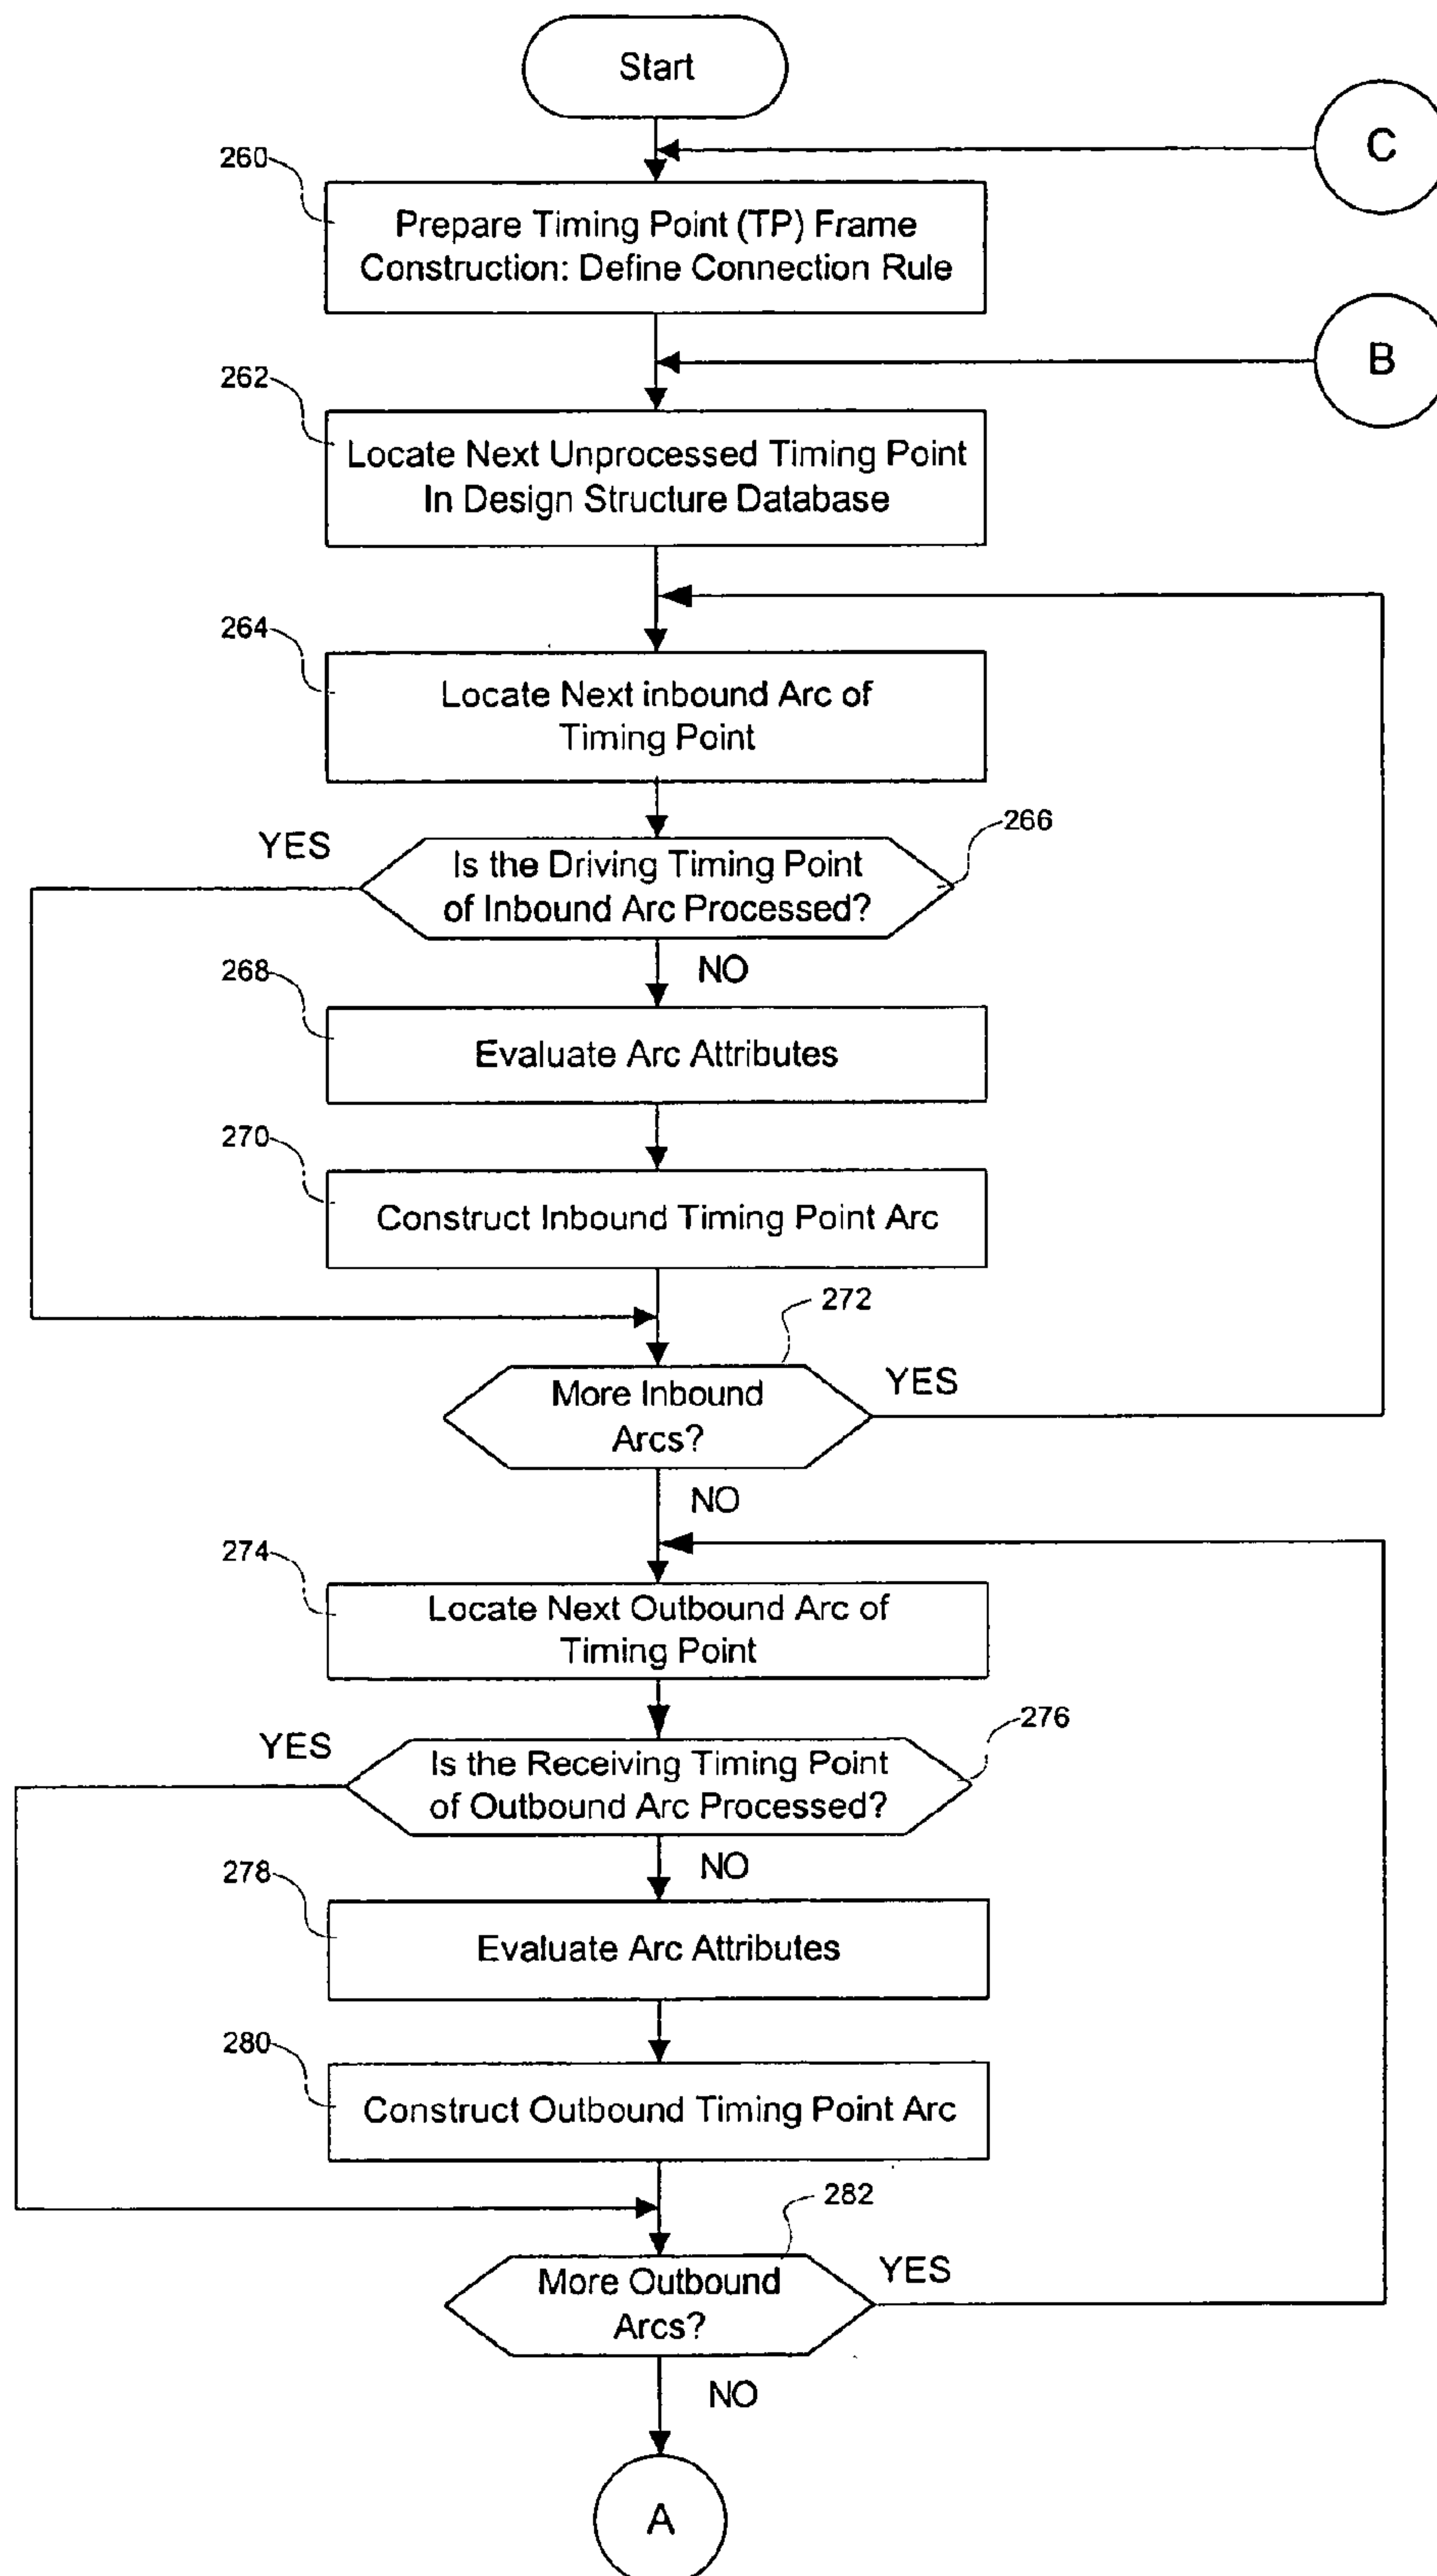 Start
C
260
Prepare Timing Point (TP) Frame
Construction: Define Connection Rule
B
262
Locate Next Unprocessed Timing Point
In Design Structure Database
264
Locate Next inbound Arc of
Timing Point
266
YES
Is the Driving Timing Point
of Inbound Arc Processed?
NO
268
Evaluate Arc Attributes
270
Construct Inbound Timing Point Arc
272
More Inbound
Arcs?
YES
NO
274
Locate Next Outbound Arc of
Timing Point
276
YES
Is the Receiving Timing Point
of Outbound Arc Processed?
NO
278
Evaluate Arc Attributes
280
Construct Outbound Timing Point Arc
282
More Outbound
Arcs?
YES
NO
A